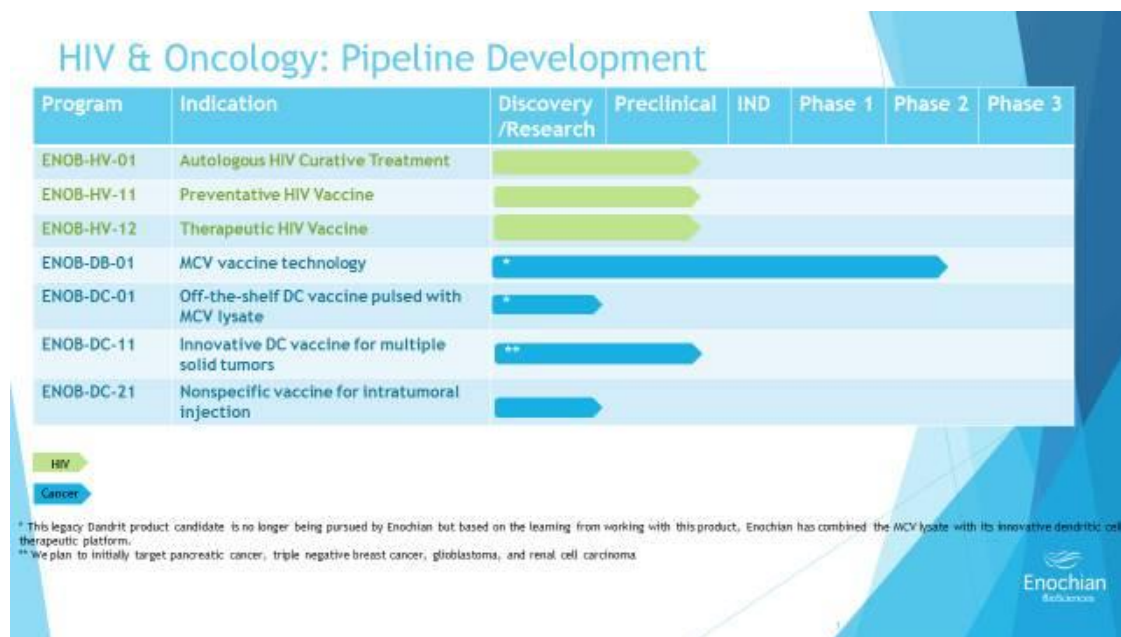 HIV & Oncology: Pipeline Development
Program Indication Discovery Preclinical IND Phase 1 Phase 2 Phase 3
/Research
ENOB-HV-01 Autologous HIV Curative Treatment
ENOB-HV-11 Preventative HIV Vaccine
ENOB-HV-12 Therapeutic HIV Vaccine
ENOB-DB-01 MCV vaccine technology *
ENOB-DC-01 Off-the-shelf DC vaccine pulsed with *
MCV lysate
ENOB-DC-11 Innovative DC vaccine for multiple **
solid tumors
ENOB-DC-21 Nonspecific vaccine for intratumoral
injection
HIV
Cancer
* This legacy Dandrit product candidate is no longer being pursued by Enochian but based on the learning from working with this product, Enochian has combined the MCV lysate with its innovative dendritic cell
therapeutic platform.
** We plan to initially target pancreatic cancer, triple negative breast cancer, glioblastoma, and renal cell carcinoma
Enochian
BioSciences